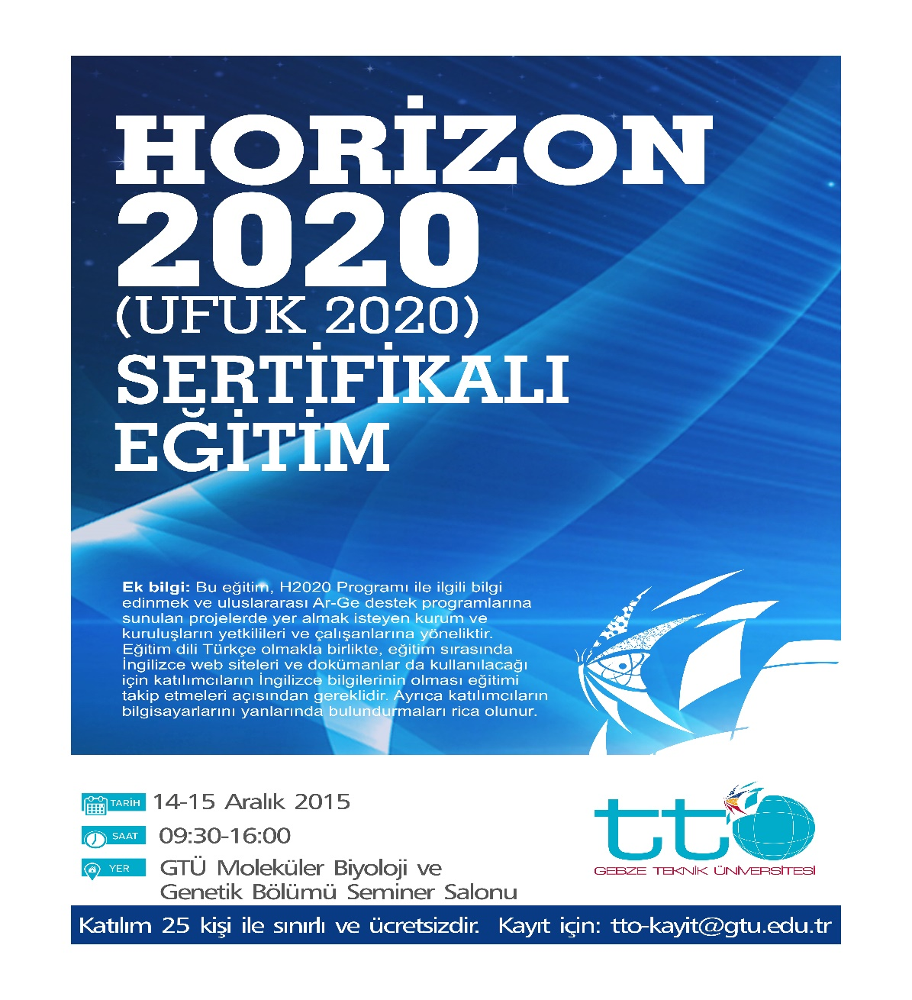 HORİZON
2020
(UFUK 2020)
SERTİFİKALI
EĞİTİM
Ek bilgi: Bu eğitim, H2020 Programı ile ilgili bilgi
edinmek ve uluslararası Ar-Ge destek programlarına
sunulan projelerde yer almak isteyen kurum ve
kuruluşların yetkilileri ve çalışanlarına yöneliktir.
Eğitim dili Türkçe olmakla birlikte, eğitim sırasında
İngilizce web siteleri ve dokümanlar da kullanılacağı
için katılımcıların İngilizce bilgilerinin olması eğitimi
takip etmeleri açısından gereklidir. Ayrıca katılımcıların
bilgisayarlarını yanlarında bulundurmaları rica olunur.
TARİH 14-15 Aralık 2015
SAAT 09:30-16:00
YER GTÜ Moleküler Biyoloji ve
Genetik Bölümü Seminer Salonu
tto
GEBZE TEKNİK ÜNİVERSİTESİ
Katılım 25 kişi ile sınırlı ve ücretsizdir. Kayıt için: tto-kayit@gtu.edu.tr